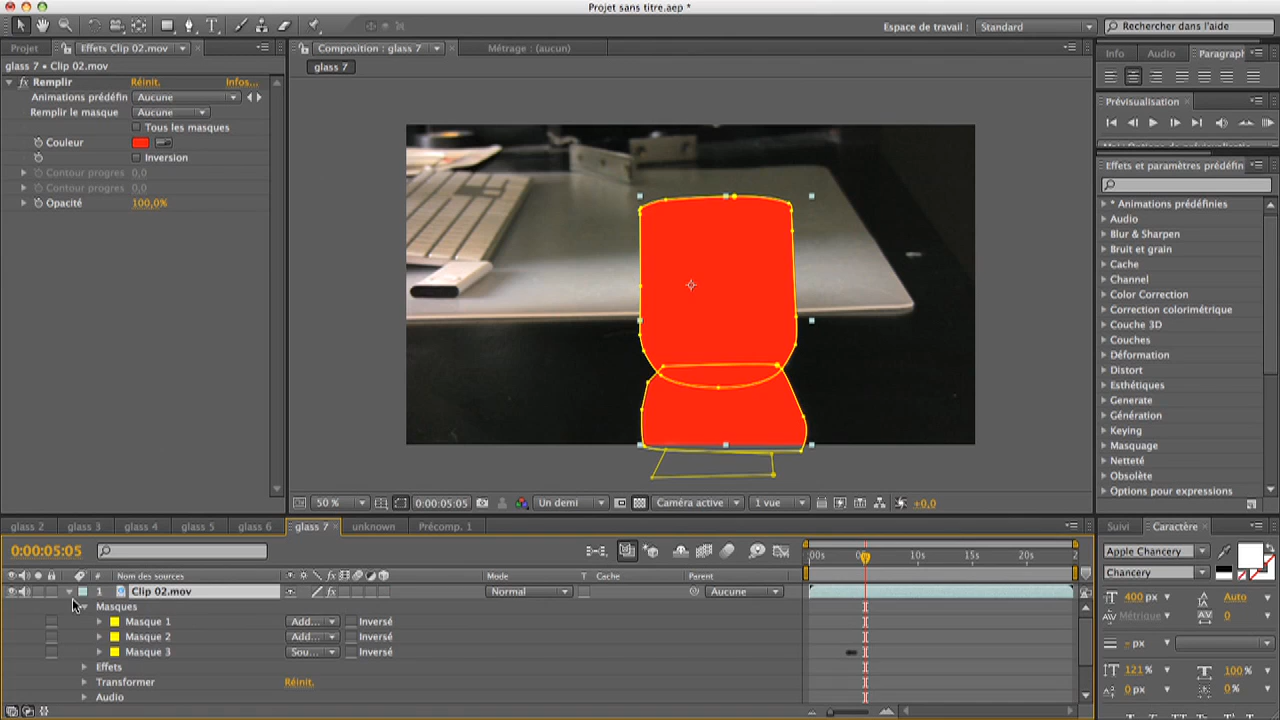 Projet sans titre.aep *
Espace de travail : Standard
Rechercher dans l'aide
Projet
Effets Clip 02.mov
Composition : glass 7
Métrage : (aucun)
Info
Audio
Paragraph
glass 7 • Clip 02.mov
glass 7
Remplir Réinit. Infos...
Animations prédéfin Aucune
Remplir le masque Aucune
Tous les masques
Couleur
Inversion
Contour progres 0,0
Contour progres 0,0
Opacité 100,0%
Prévisualisation
Effets et paramètres prédéfin
* Animations prédéfinies
Audio
Blur & Sharpen
Bruit et grain
Cache
Channel
Color Correction
Correction colorimétrique
Couche 3D
Couches
Déformation
Distort
Esthétiques
Generate
Génération
Keying
Masquage
Netteté
Obsolète
Options pour émulation
50 % 0:00:05:05 Un demi Caméra active 1 vue +0,0
glass 2 glass 3 glass 4 glass 5 glass 6 glass 7 unknown Précomp. 1
Suivi Caractère
0:00:05:05
:00s 10s 15s 20s 2
Apple Chancery
Chancery
# Nom des sources Mode T Cache Parent
1 Clip 02.mov Normal Aucune
Masques
Masque 1 Add... Inversé
Masque 2 Add... Inversé
Masque 3 Sou... Inversé
Effets
Transformer Réinit.
Audio
400 px Auto
Métrique 0
- px
121 % 100 %
0 px 0 %
T T TT Tr